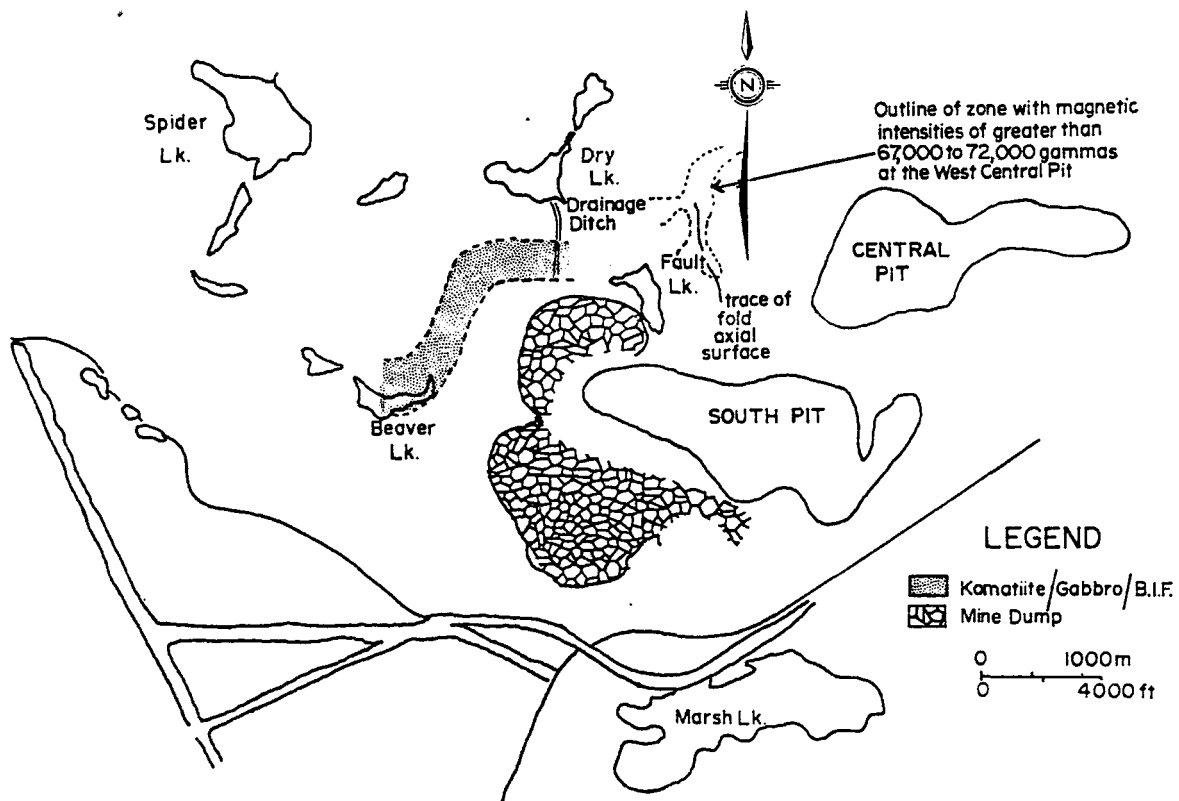 N
Spider
Lk.
Outline of zone with magnetic
intensities of greater than
67,000 to 72,000 gammas
at the West Central Pit
Dry
Lk.
Drainage
Ditch
CENTRAL
PIT
Fault
Lk.
trace of
fold
axial
surface
SOUTH PIT
Beaver
Lk.
LEGEND
Komatiite/Gabbro/B.I.F.
Mine Dump
0 1000m
0 4000 ft
Marsh Lk.